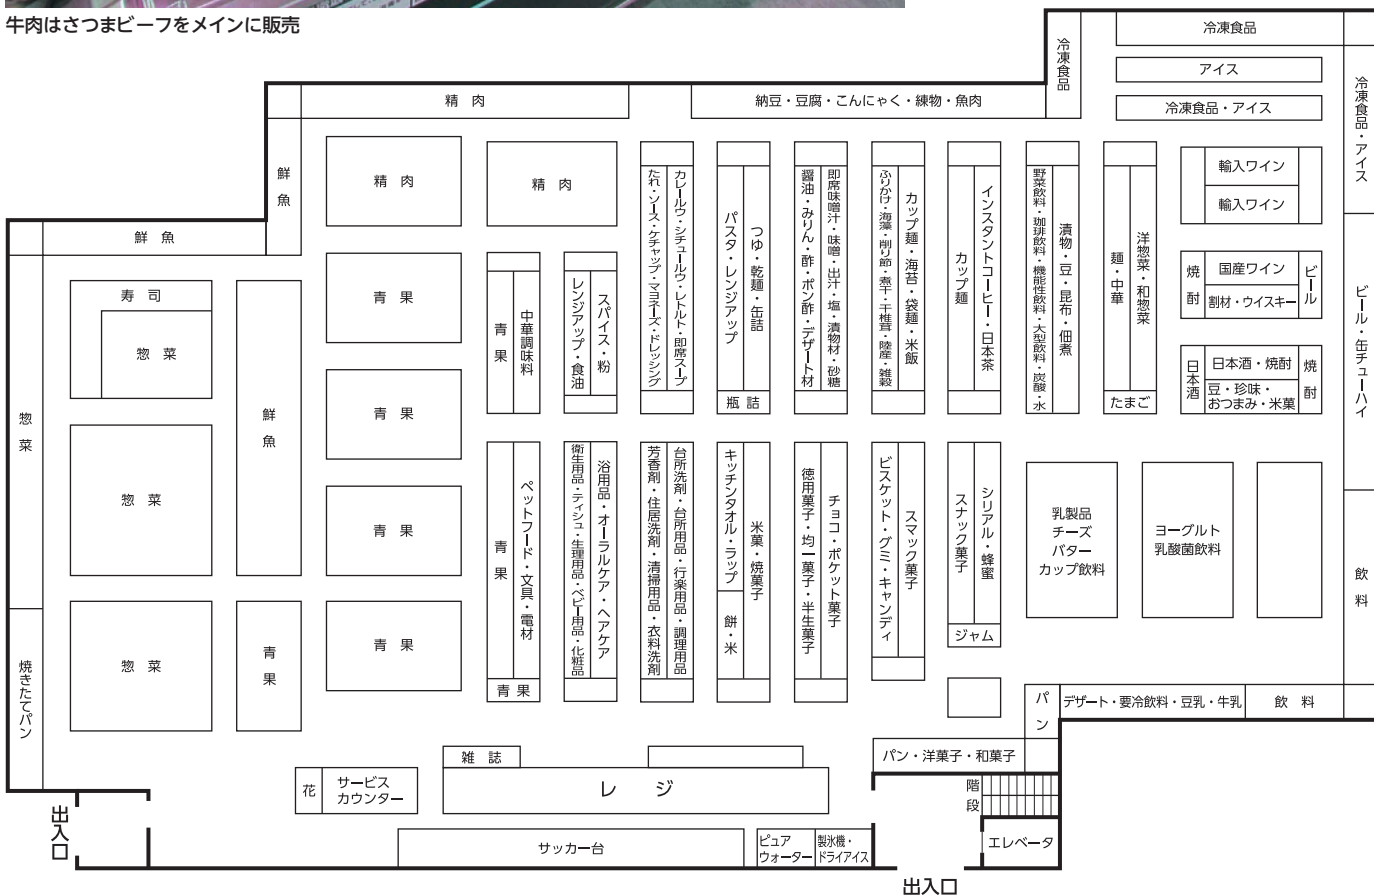 牛肉はさつまビーフをメインに販売
冷凍食品
冷凍食品
アイス
冷凍食品・アイス
冷凍食品・アイス
精 肉
納豆・豆腐・こんにゃく・練物・魚肉
鮮魚
精 肉
精 肉
鮮 魚
たれ・ソース・ケチャップ・マヨネーズ・ドレッシング
カレールウ・シチュールウ・レトルト・即席スープ
パスタ・レンジアップ
つゆ・乾麺・缶詰
瓶 詰
醤油・みりん・酢・ポン酢・デザート材
即席味噌汁・味噌・出汁・塩・漬物材・砂糖
ふりかけ・海藻・削り節・煮干・干椎茸・陸産・雑穀
カップ麺・海苔・袋麺・米飯
カップ麺
インスタントコーヒー・日本茶
野菜飲料・珈琲飲料・機能性飲料・大型飲料・炭酸・水
漬物・豆・昆布・佃煮
麺・中華
洋惣菜・和惣菜
たまご
輸入ワイン
輸入ワイン
焼酎
国産ワイン
割材・ウイスキー
ビール
日本酒
日本酒・焼酎
豆・珍味・
おつまみ・米菓
焼酎
ビール・缶チューハイ
寿 司
惣 菜
惣菜
惣 菜
惣 菜
焼きたてパン
鮮魚
青果
青 果
青 果
青 果
青 果
青果
中華調味料
レンジアップ・食油
スパイス・粉
青果
ペットフード・文具・電材
青 果
衛生用品・ティシュ・生理用品・ベビー用品・化粧品
浴用品・オーラルケア・ヘアケア
芳香剤・住居洗剤・清掃用品・衣料洗剤
台所洗剤・台所用品・行楽用品・調理用品
キッチンタオル・ラップ
餅・米
米菓・焼菓子
徳用菓子・均一菓子・半生菓子
チョコ・ポケット菓子
ビスケット・グミ・キャンディ
スマック菓子
スナック菓子
シリアル・蜂蜜
ジャム
乳製品
チーズ
バター
カップ飲料
ヨーグルト
乳酸菌飲料
飲料
パン
デザート・要冷飲料・豆乳・牛乳
飲 料
パン・洋菓子・和菓子
雑 誌
レ ジ
花
サービス
カウンター
サッカー台
ピュア
ウォーター
製氷機・
ドライアイス
階段
エレベータ
出入口
出入口